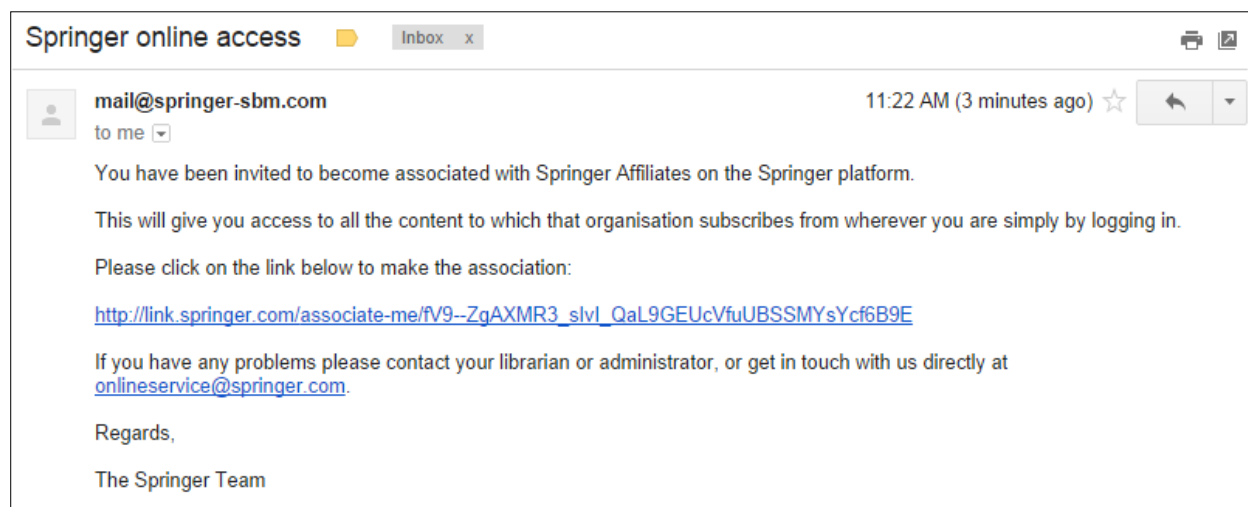 Springer online access Inbox x
mail@springer-sbm.com 11:22 AM (3 minutes ago)
to me
You have been invited to become associated with Springer Affiliates on the Springer platform.
This will give you access to all the content to which that organisation subscribes from wherever you are simply by logging in.
Please click on the link below to make the association:
http://link.springer.com/associate-me/fV9--ZgAXMR3_slvI_QaL9GEUcVfuUBSSMYsYcf6B9E
If you have any problems please contact your librarian or administrator, or get in touch with us directly at
onlineservice@springer.com.
Regards,
The Springer Team